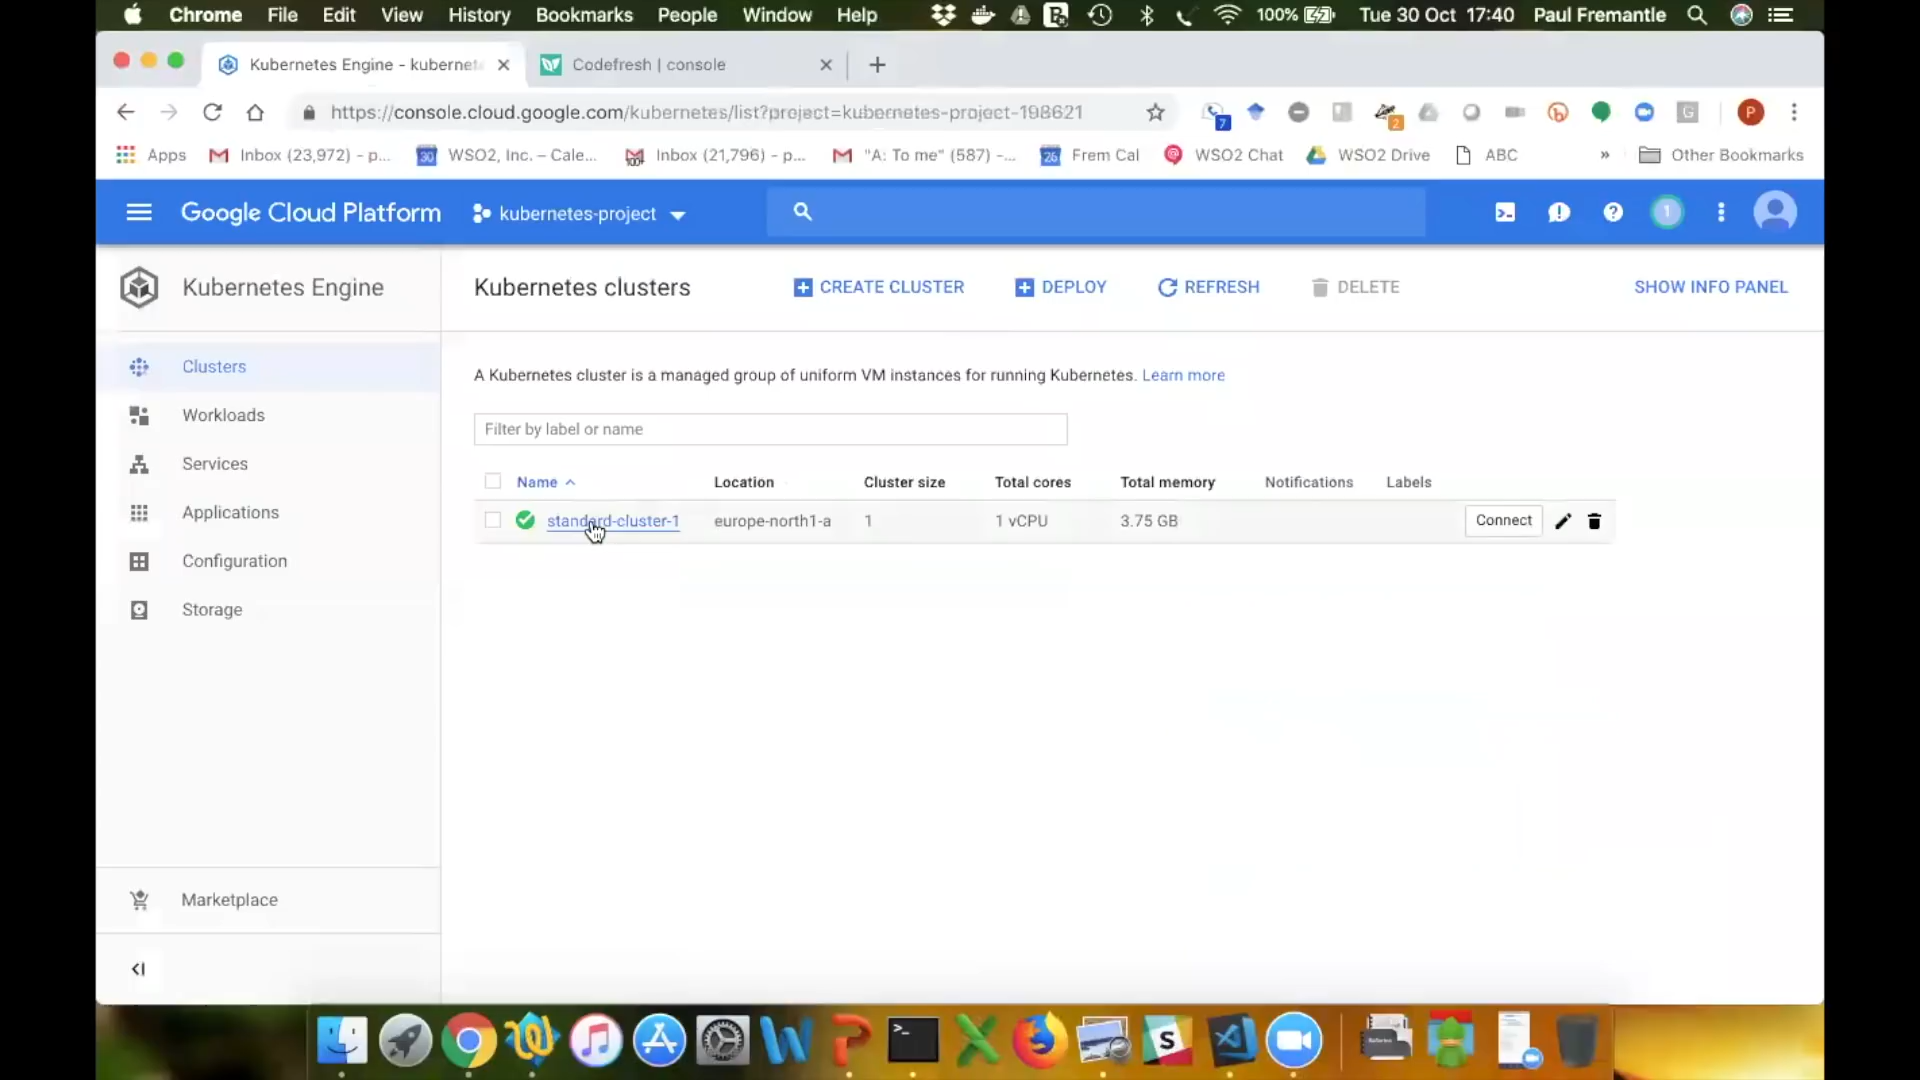 Chrome File Edit View History Bookmarks People Window Help 100% Tue 30 Oct 17:40 Paul Fremantle
Kubernetes Engine - kubernet Codefresh | console
https://console.cloud.google.com/kubernetes/list?project=kubernetes-project-198621 7 2 G P
Apps Inbox (23,972) - p... 30 WSO2, Inc. – Cale... Inbox (21,796) - p... "A: To me" (587) -... 26 Frem Cal WSO2 Chat WSO2 Drive ABC » Other Bookmarks
Google Cloud Platform kubernetes-project 1
Kubernetes Engine Kubernetes clusters CREATE CLUSTER DEPLOY REFRESH DELETE SHOW INFO PANEL
Clusters
Workloads
Services
Applications
Configuration
Storage
Marketplace
A Kubernetes cluster is a managed group of uniform VM instances for running Kubernetes. Learn more
Filter by label or name
Name Location Cluster size Total cores Total memory Notifications Labels
standard-cluster-1 europe-north1-a 1 1 vCPU 3.75 GB Connect